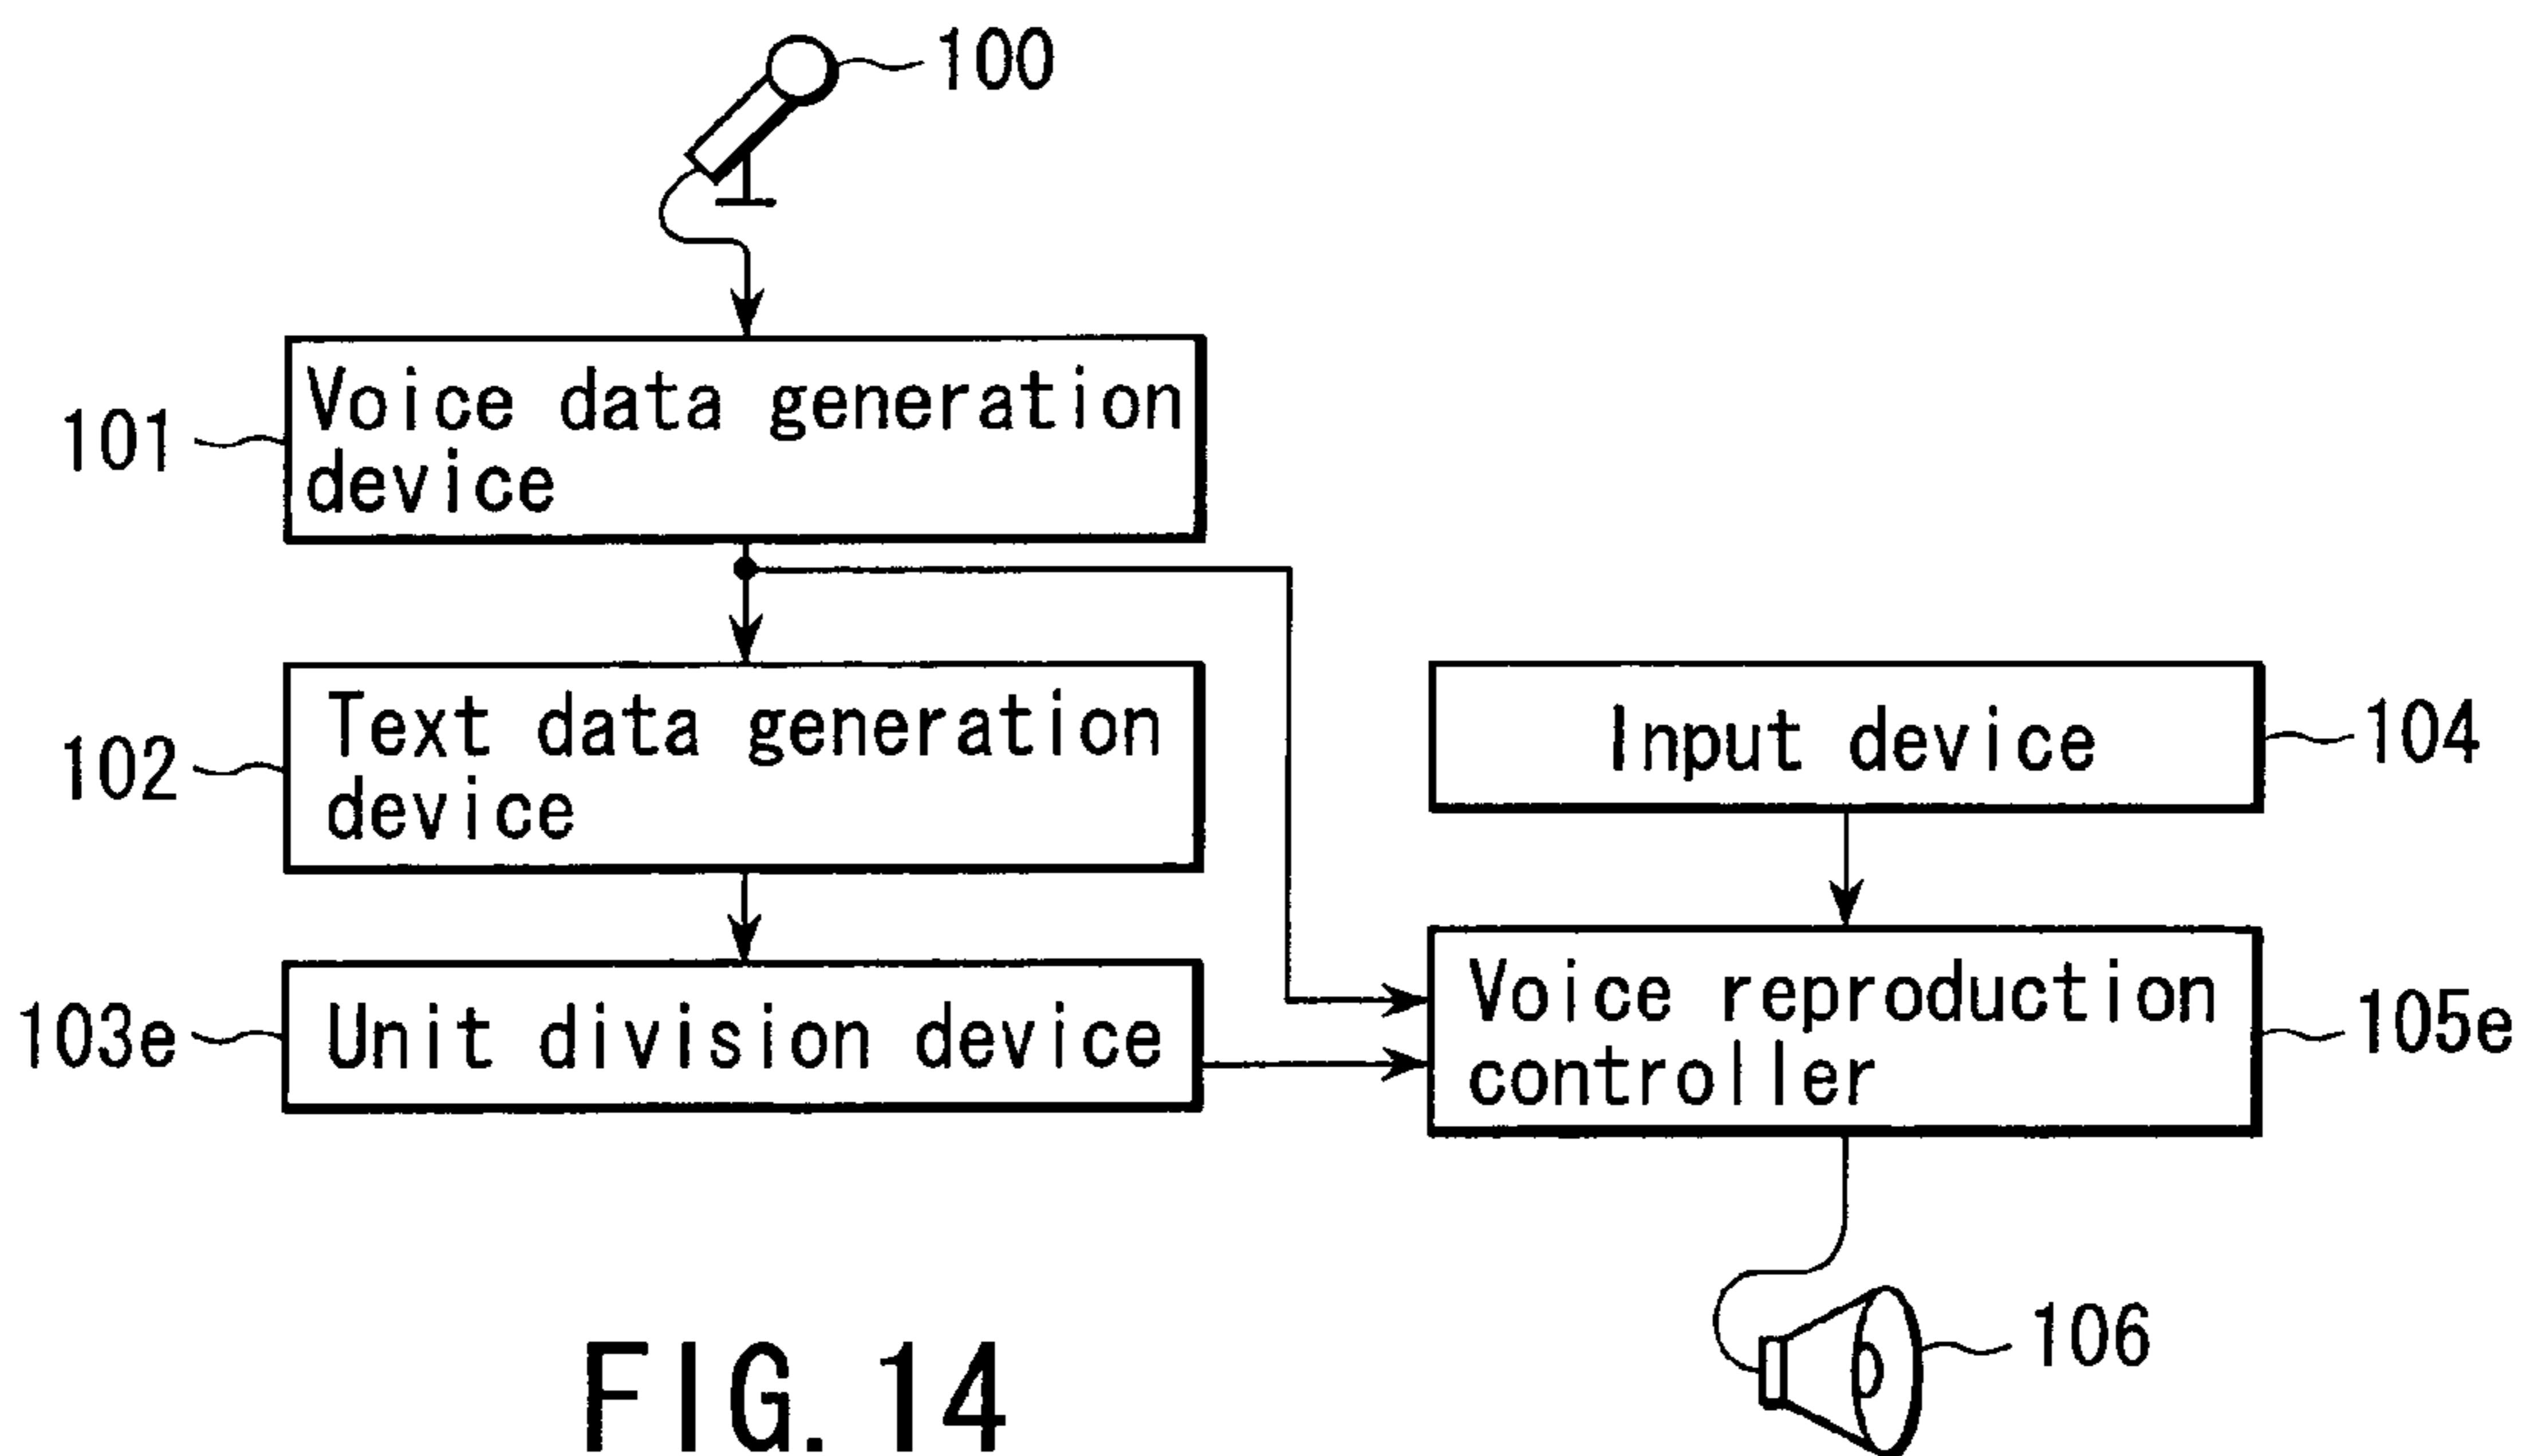 100
101
Voice data generation
device
102
Text data generation
device
Input device
104
103e
Unit division device
Voice reproduction
controller
105e
106
FIG. 14